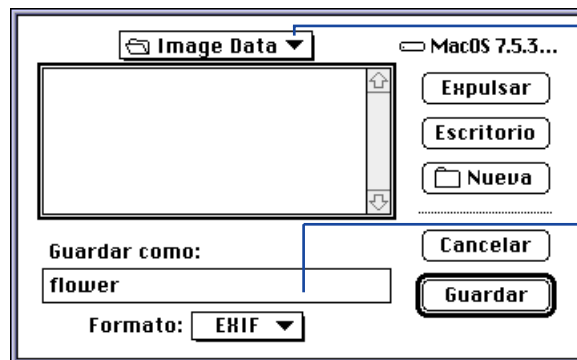 Image Data
MacOS 7.5.3...
Expulsar
Escritorio
Nueva
Guardar como:
flower
Formato: EXIF
Cancelar
Guardar